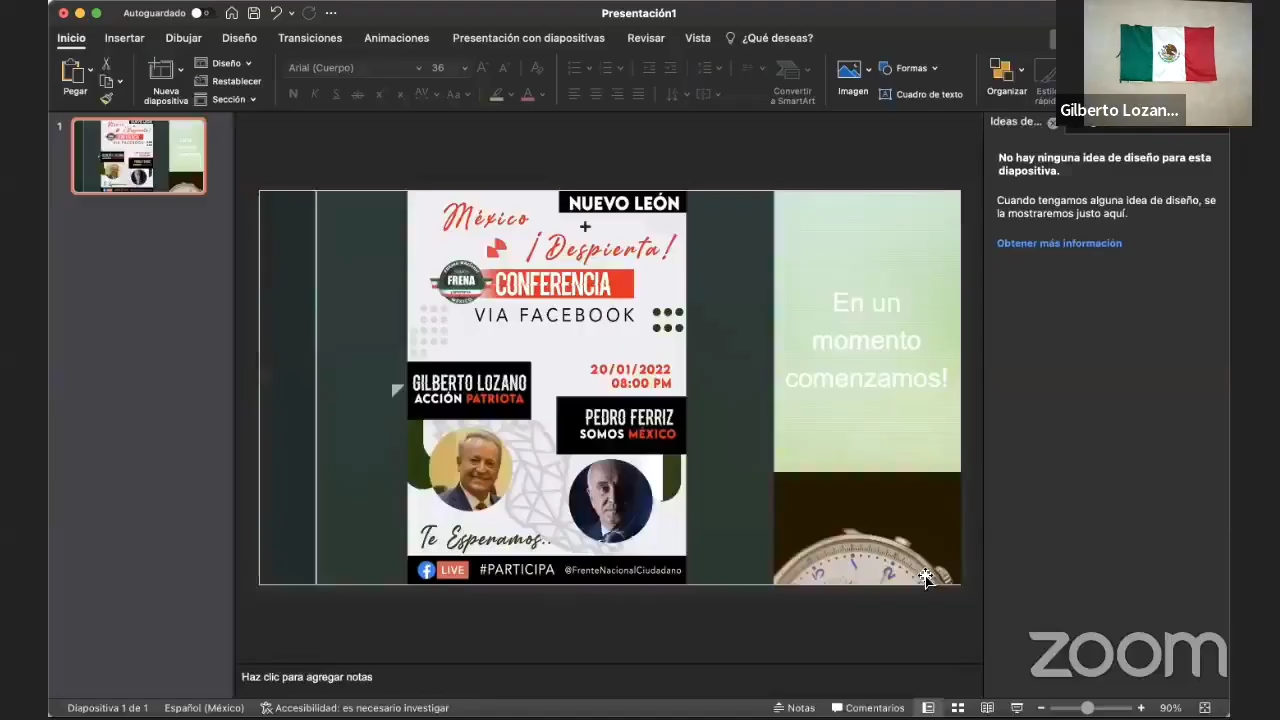 Autoguardado
Presentación1
Inicio
Insertar
Dibujar
Diseño
Transiciones
Animaciones
Presentación con diapositivas
Revisar
Vista
¿Qué deseas?
Pegar
Nueva
diapositiva
Diseño
Restablecer
Sección
Arial (Cuerpo)
36
Convertir
a SmartArt
Imagen
Formas
Cuadro de texto
Organizar
Gilberto Lozan...
Ideas de...
No hay ninguna idea de diseño para esta
diapositiva.
Cuando tengamos alguna idea de diseño, se
la mostraremos justo aquí.
Obtener más información
1
NUEVO LEÓN
+
México
¡Despierta!
FRENA
CONFERENCIA
VIA FACEBOOK
20/01/2022
08:00 PM
GILBERTO LOZANO
ACCIÓN PATRIOTA
PEDRO FERRIZ
SOMOS MÉXICO
Te Esperamos..
LIVE
#PARTICIPA
@FrenteNacionalCiudadano
En un
momento
comenzamos!
zoom
Haz clic para agregar notas
Diapositiva 1 de 1
Español (México)
Accesibilidad: es necesario investigar
Notas
Comentarios
90%